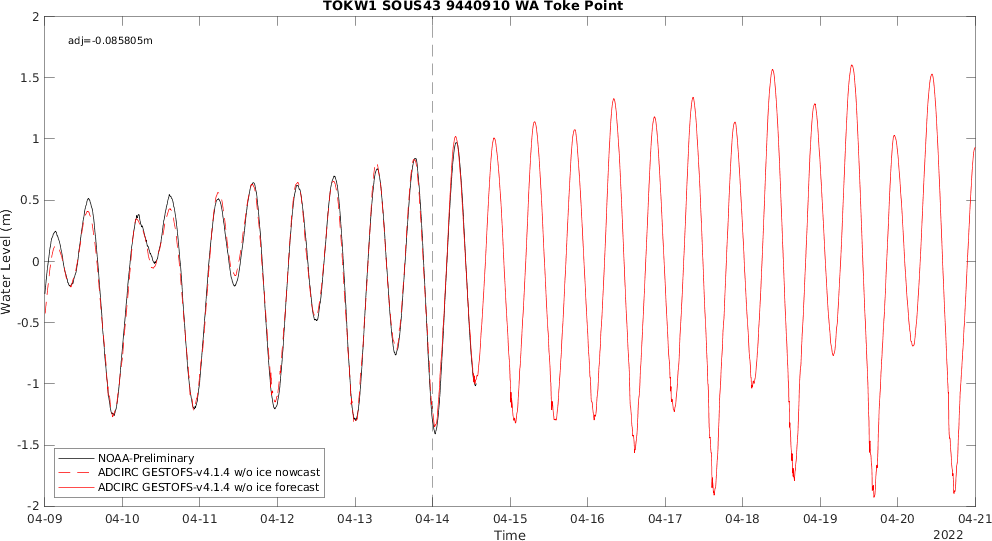 TOKW1 SOUS43 9440910 WA Toke Point
adj=-0.085805m
2
1.5
1
0.5
0
-0.5
-1
-1.5
-2
Water Level (m)
NOAA-Preliminary
ADCIRC GESTOFS-v4.1.4 w/o ice nowcast
ADCIRC GESTOFS-v4.1.4 w/o ice forecast
04-09 04-10 04-11 04-12 04-13 04-14 04-15 04-16 04-17 04-18 04-19 04-20 04-21
Time
2022